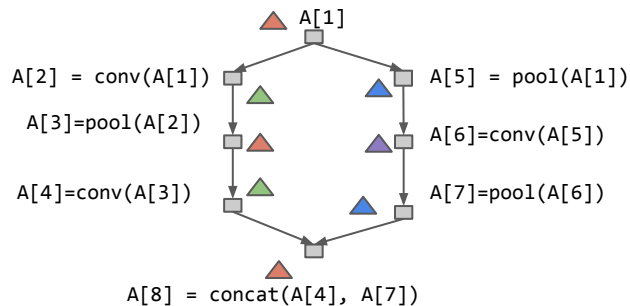 A[1]
A[2] = conv(A[1])
A[5] = pool(A[1])
A[3]=pool(A[2])
A[6]=conv(A[5])
A[4]=conv(A[3])
A[7]=pool(A[6])
A[8] = concat(A[4], A[7])